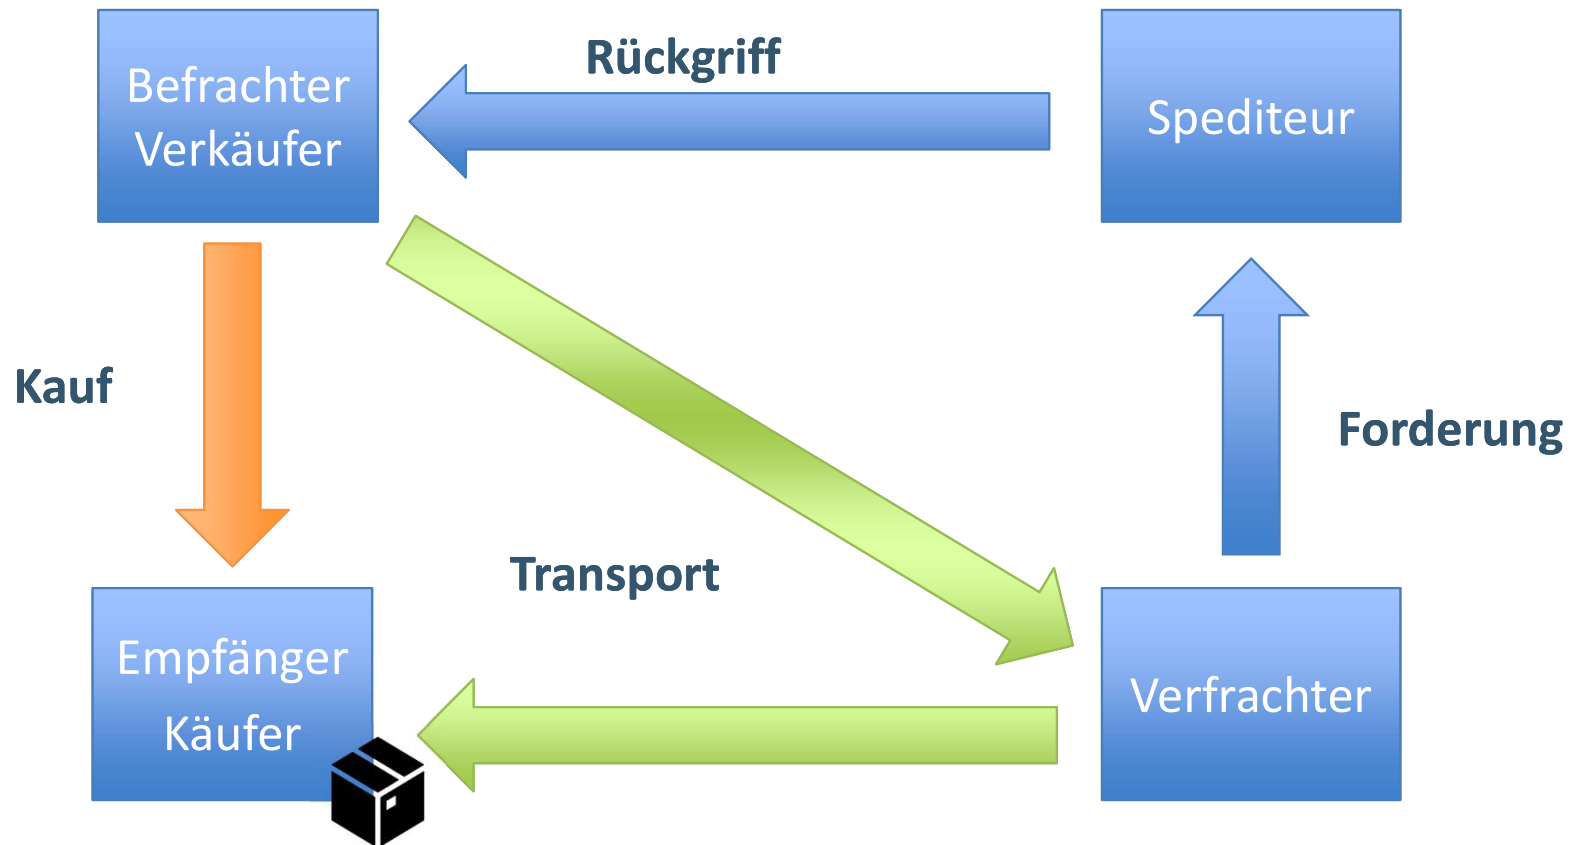 Rückgriff
Befrachter
Verkäufer
Spediteur
Kauf
Forderung
Transport
Empfänger
Käufer
Verfrachter